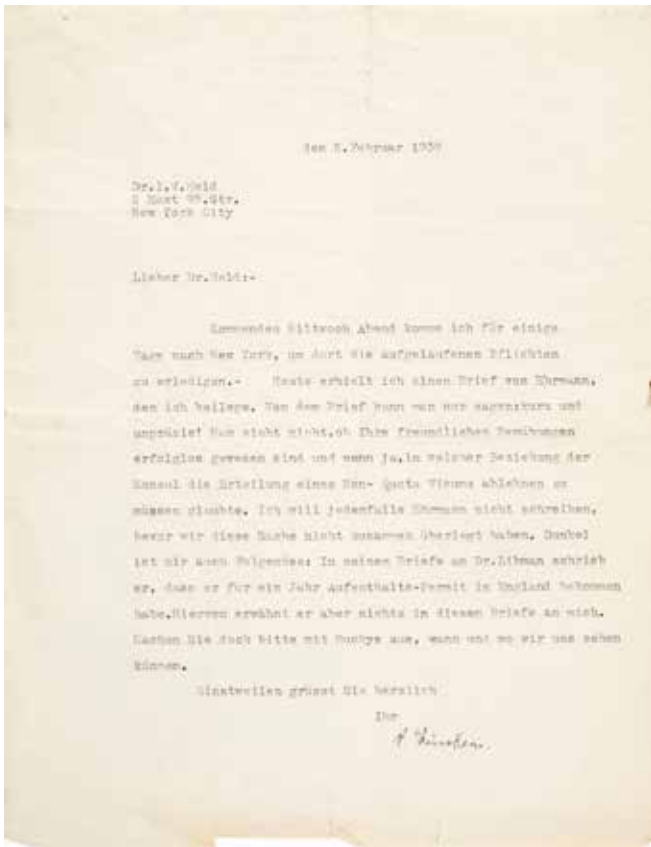 den 5.Februar 1939
Dr.I.W.Held
2 East 95.Str.
New York City
Lieber Dr.Held:-
Kommenden Mittwoch Abend komme ich für einige
Tage nach New York, um dort die aufgelaufenen Pflichten
zu erledigen.- Heute erhielt ich einen Brief von Ehrmann,
den ich beilege. Von dem Brief kann man nur sagen:kurz und
unpräzis! Man sieht nicht,ob Ihre freundlichen Bemühungen
erfolglos gewesen sind und wenn ja,in welcher Beziehung der
Konsul die Erteilung eines Non- Quota Visums ablehnen zu
müssen glaubte. Ich will jedenfalls Ehrmann nicht schreiben,
bevor wir diese Sache nicht zusammen überlegt haben. Dunkel
ist mir auch Folgendes: In seinem Briefe an Dr.Libman schrieb
er, dass er für ein Jahr Aufenthalts-Permit in England bekommen
habe.Hiervon erwähnt er aber nichts in diesem Briefe an mich.
Machen Sie doch bitte mit Buckys aus, wann und wo wir uns sehen
können.
Einstweilen grüsst Sie herzlich
Ihr
A. Einstein.